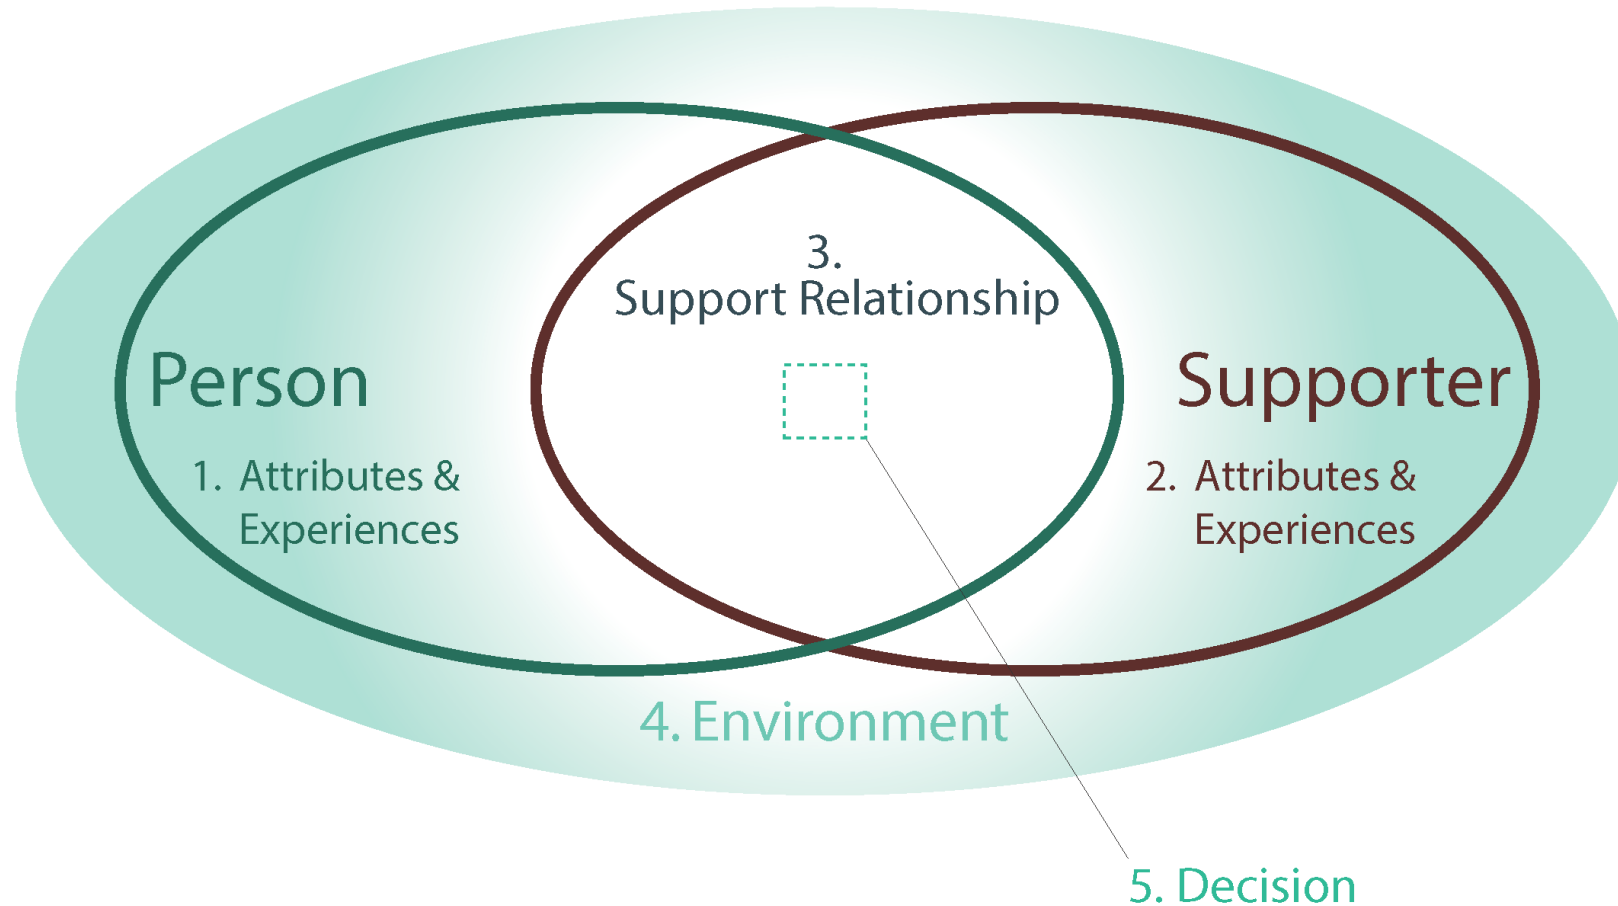 3.
Support Relationship
Person
Supporter
1. Attributes &
Experiences
2. Attributes &
Experiences
4. Environment
5. Decision